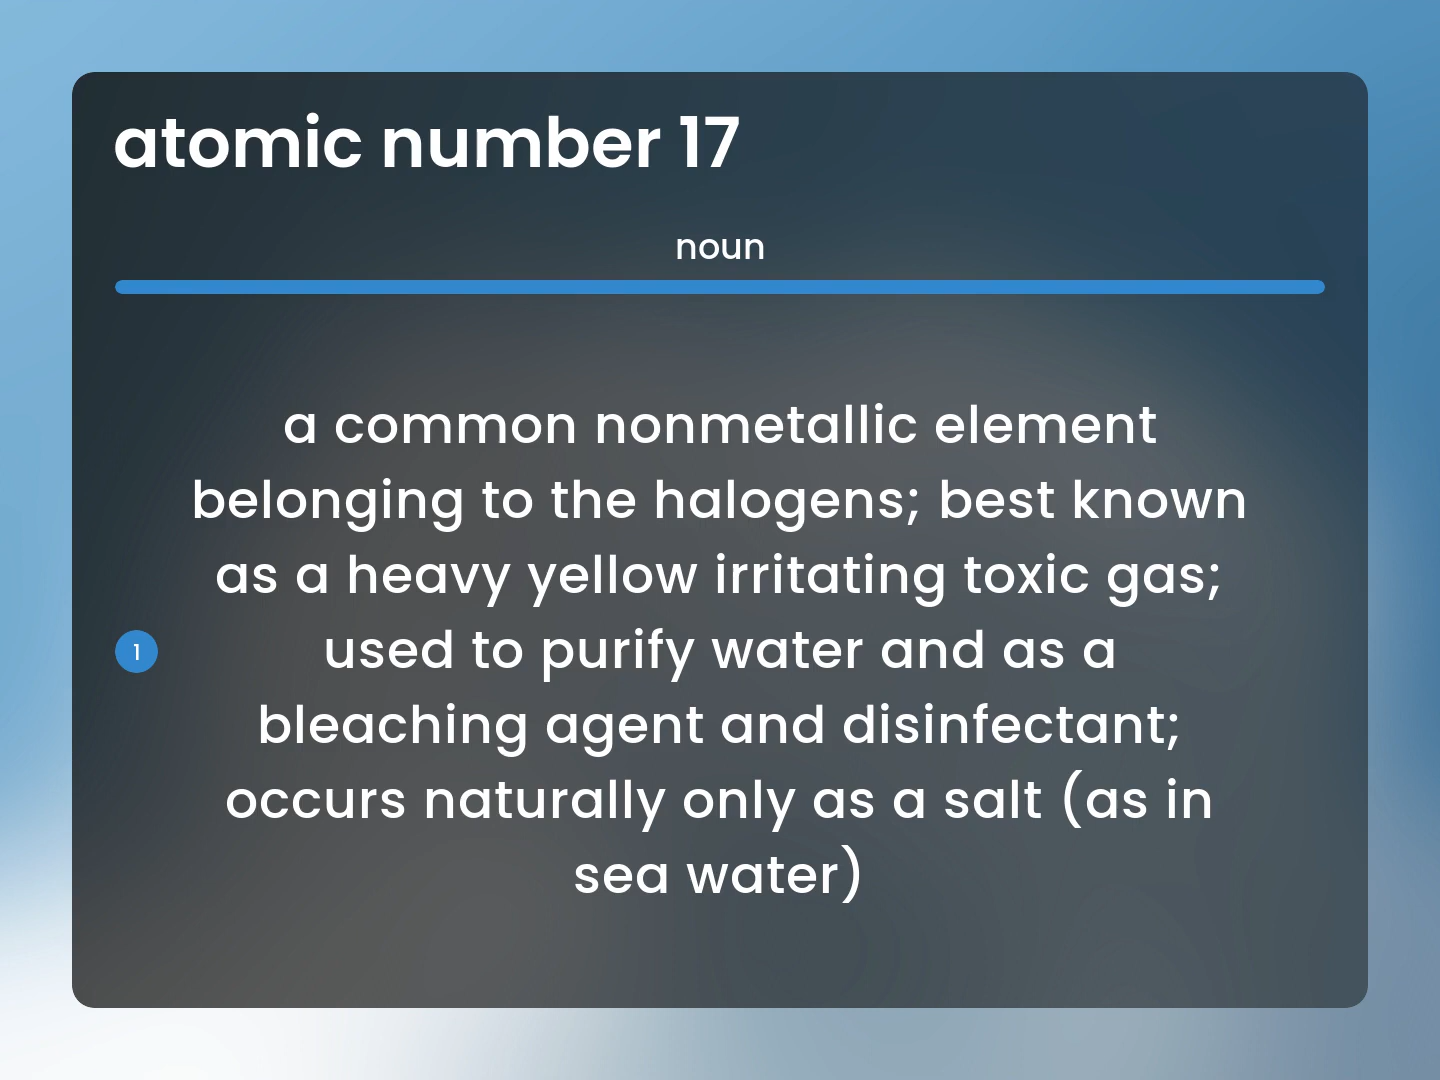 atomic number 17
noun
a common nonmetallic element
belonging to the halogens; best known
as a heavy yellow irritating toxic gas;
1
used to purify water and as a
bleaching agent and disinfectant;
occurs naturally only as a salt (as in
sea water)